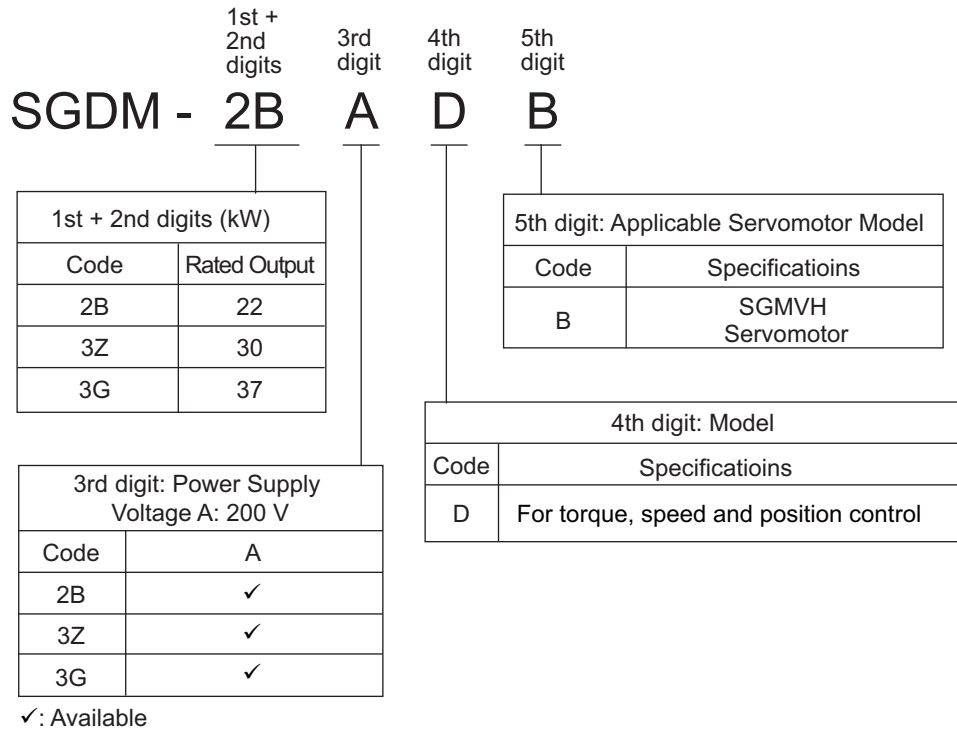 1st +
2nd
digits
3rd
digit
4th
digit
5th
digit
SGDM - 2B A D B
1st + 2nd digits (kW)
Code Rated Output
2B 22
3Z 30
3G 37
5th digit: Applicable Servomotor Model
Code Specificatioins
B SGMVH
Servomotor
4th digit: Model
Code Specificatioins
D For torque, speed and position control
3rd digit: Power Supply
Voltage A: 200 V
Code A
2B ✓
3Z ✓
3G ✓
✓: Available